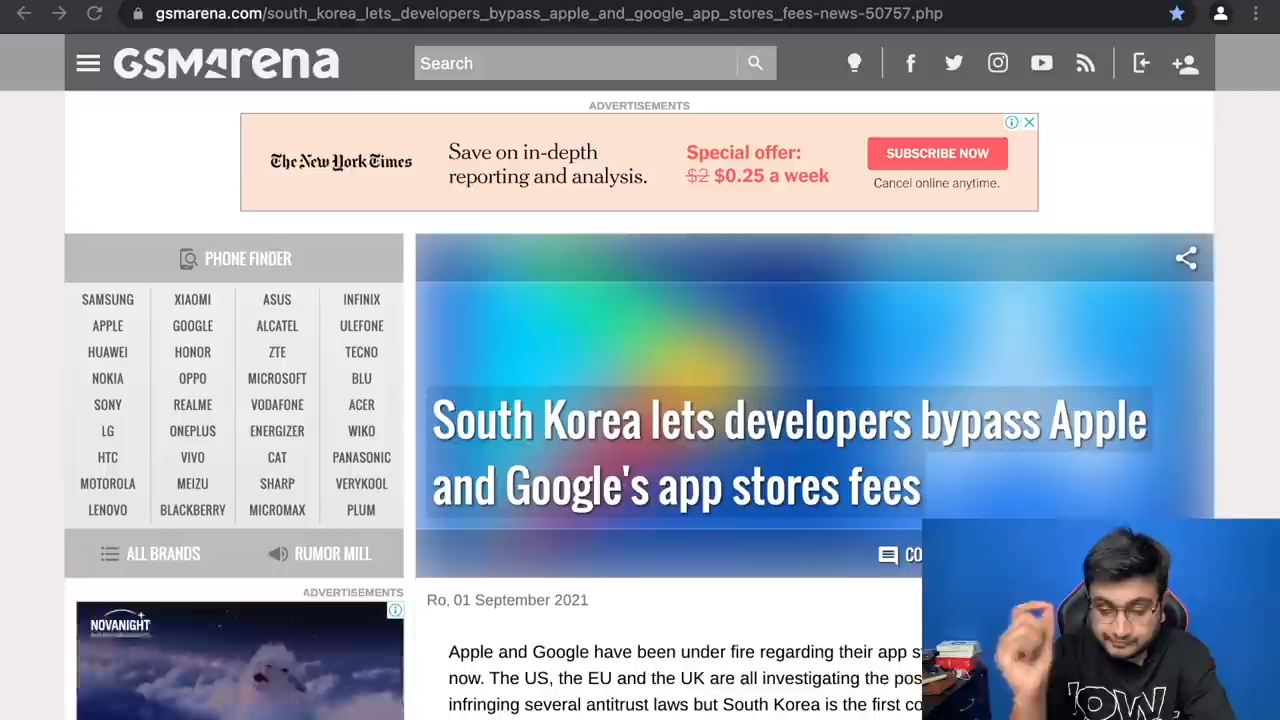 gsmarena.com/south_korea_lets_developers_bypass_apple_and_google_app_stores_fees-news-50757.php
GSMArena
Search
ADVERTISEMENTS
The New York Times
Save on in-depth
reporting and analysis.
Special offer:
$2 $0.25 a week
SUBSCRIBE NOW
Cancel online anytime.
PHONE FINDER
SAMSUNG XIAOMI ASUS INFINIX
APPLE GOOGLE ALCATEL ULEFONE
HUAWEI HONOR ZTE TECNO
NOKIA OPPO MICROSOFT BLU
SONY REALME VODAFONE ACER
LG ONEPLUS ENERGIZER WIKO
HTC VIVO CAT PANASONIC
MOTOROLA MEIZU SHARP VERYKOOL
LENOVO BLACKBERRY MICROMAX PLUM
ALL BRANDS RUMOR MILL
ADVERTISEMENTS
NOVANIGHT
South Korea lets developers bypass Apple
and Google's app stores fees
CO
Ro, 01 September 2021
Apple and Google have been under fire regarding their app
now. The US, the EU and the UK are all investigating the
infringing several antitrust laws but South Korea is the first